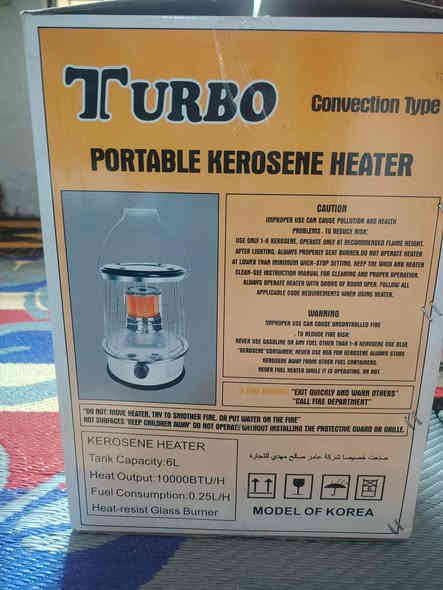 TURBO
Convection Type
PORTABLE KEROSENE HEATER
CAUTION
IMPROPER USE CAN CAUSE POLLUTION AND HEALTH
PROBLEMS . TO REDUCE RISK:
USE ONLY 1-K KEROSENE, OPERATE ONLY AT RECOMMENDED FLAME HEIGHT.
AFTER LIGHTING. ALWAYS PROPERLY SEAT BURNER.DO NOT OPERATE HEATER
AT LOWER THAN MINIMUM WICK-STOP SETTING. KEEP THE WICK AND HEATER
CLEAN-SEE INSTRUCTION MANUAL FOR CLEANING AND PROPER OPERATION.
ALWAYS OPERATE HEATER WITH DOORS OF ROOM OPEN. FOLLOW ALL
APPLICABLE CODE REQUIREMENTS WHEN USING HEATER.
WARNING
IMPROPER USE CAN CAUSE UNCONTROLLED FIRE
. TO REDUCE FIRE RISK:
NEVER USE GASOLINE OR ANY FUEL OTHER THAN 1-K KEROSENE USE BLUE
'KEROSENE' CONTAINER, NEVER USE RED FOR KEROSENE ALWAYS STORE
KEROSENE AWAY FROM OTHER FUEL CONTAINERS.
NEVER FUEL HEATER WHILE IT IS OPERATING. OR HOT.
"EXIT QUICKLY AND WARN OTHERS"
"CALL FIRE DEPARTMENT"
"DO NOT. MOVE HEATER, TRY TO SMOTHER FIRE. OR PUT WATER ON THE FIRE"
HOT SURFACES 'KEEP CHILDREN AWAY' DO NOT OPERATE WITHOUT INSTALLING THE PROTECTIVE GUARD OR GRILLE.
KEROSENE HEATER
Tank Capacity:6L
Heat Output:10000BTU/H
Fuel Consumption:0.25L/H
Heat-resist Glass Burner
صنعت خصيصا شركة عامر صالح مهدي للتجارة
MODEL OF KOREA